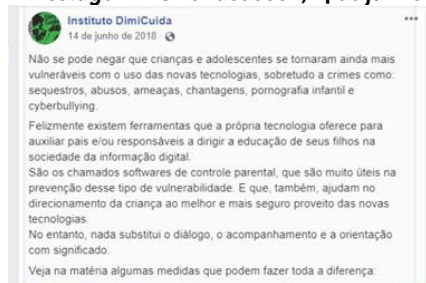 Instituto DimiCuida
14 de junho de 2018 ·
Não se pode negar que crianças e adolescentes se tornaram ainda mais
vulneráveis com o uso das novas tecnologias, sobretudo a crimes como:
sequestros, abusos, ameaças, chantagens, pornografia infantil e
cyberbullying.
Felizmente existem ferramentas que a própria tecnologia oferece para
auxiliar pais e/ou responsáveis a dirigir a educação de seus filhos na
sociedade da informação digital.
São os chamados softwares de controle parental, que são muito úteis na
prevenção desse tipo de vulnerabilidade. E que, também, ajudam no
direcionamento da criança ao melhor e mais seguro proveito das novas
tecnologias.
No entanto, nada substitui o diálogo, o acompanhamento e a orientação
com significado.
Veja na matéria algumas medidas que podem fazer toda a diferença: